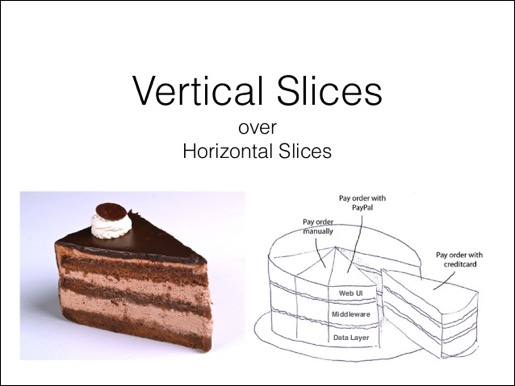 Vertical Slices
over
Horizontal Slices
Pay order with
PayPal
Pay order
manually
Pay order with
creditcard
Web UI
Middleware
Data Layer